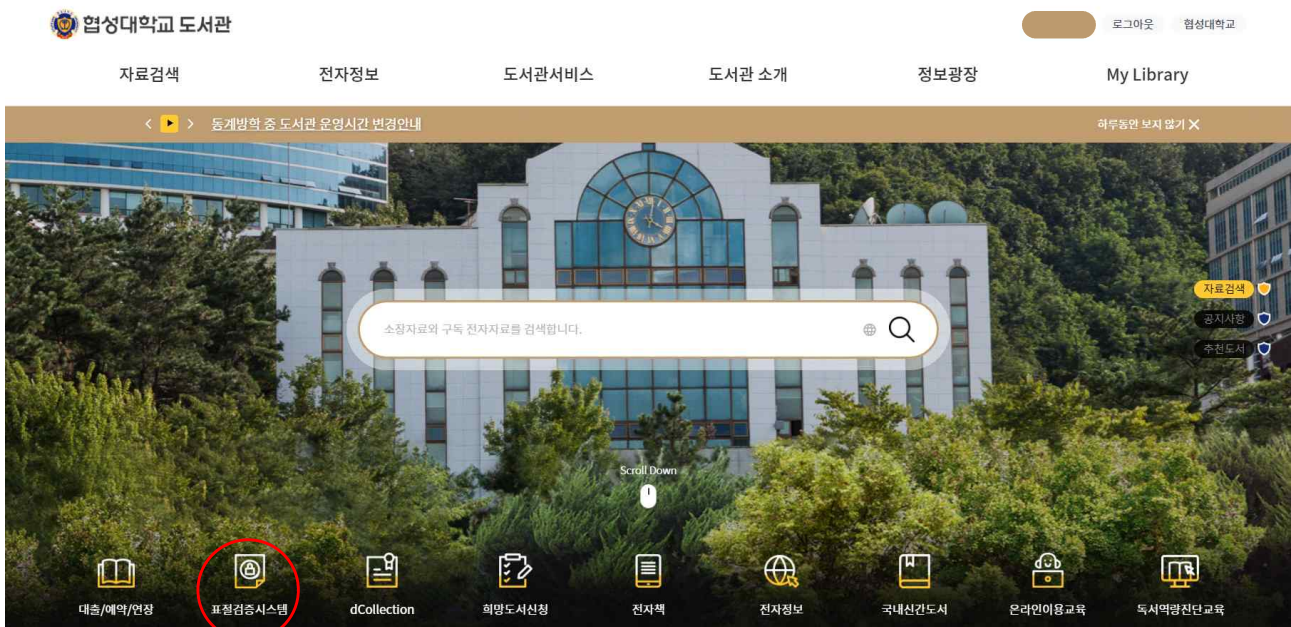 협성대학교 도서관
로그아웃 협성대학교
자료검색 전자정보 도서관서비스 도서관 소개 정보광장 My Library
동계방학 중 도서관 운영시간 변경안내 하루동안 보지 않기
자료검색
공지사항
추천도서
소장자료와 구독 전자자료를 검색합니다.
Scroll Down
대출/예약/연장 표절검증시스템 dCollection 희망도서신청 전자책 전자정보 국내신간도서 온라인이용교육 독서역량진단교육